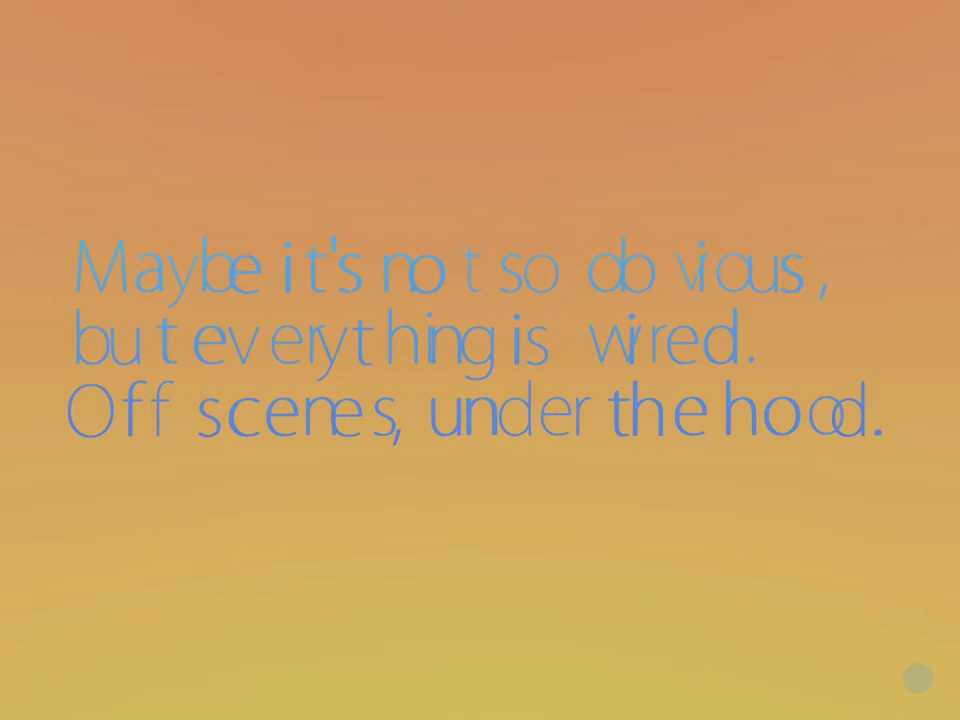 Maybe it's not so obvious,
but everything is wired.
Off scenes, under the hood.